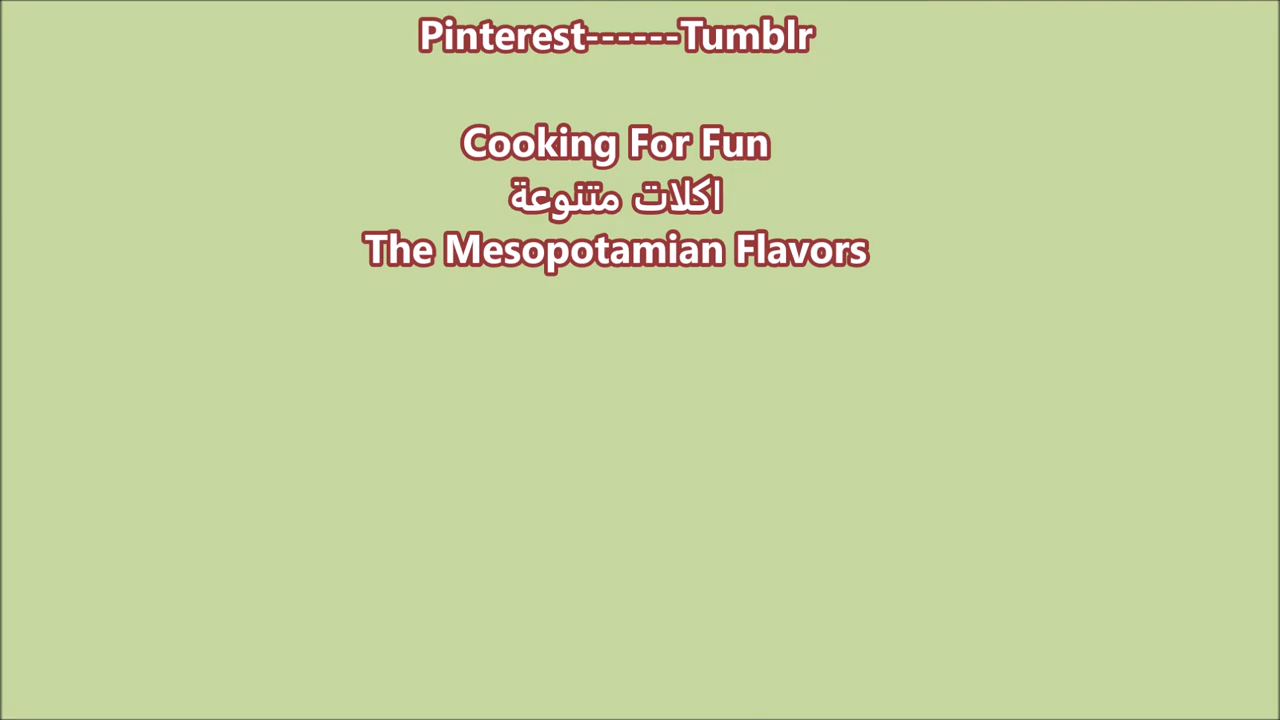 Pinterest------Tumblr
Cooking For Fun
اكلات متنوعة
The Mesopotamian Flavors